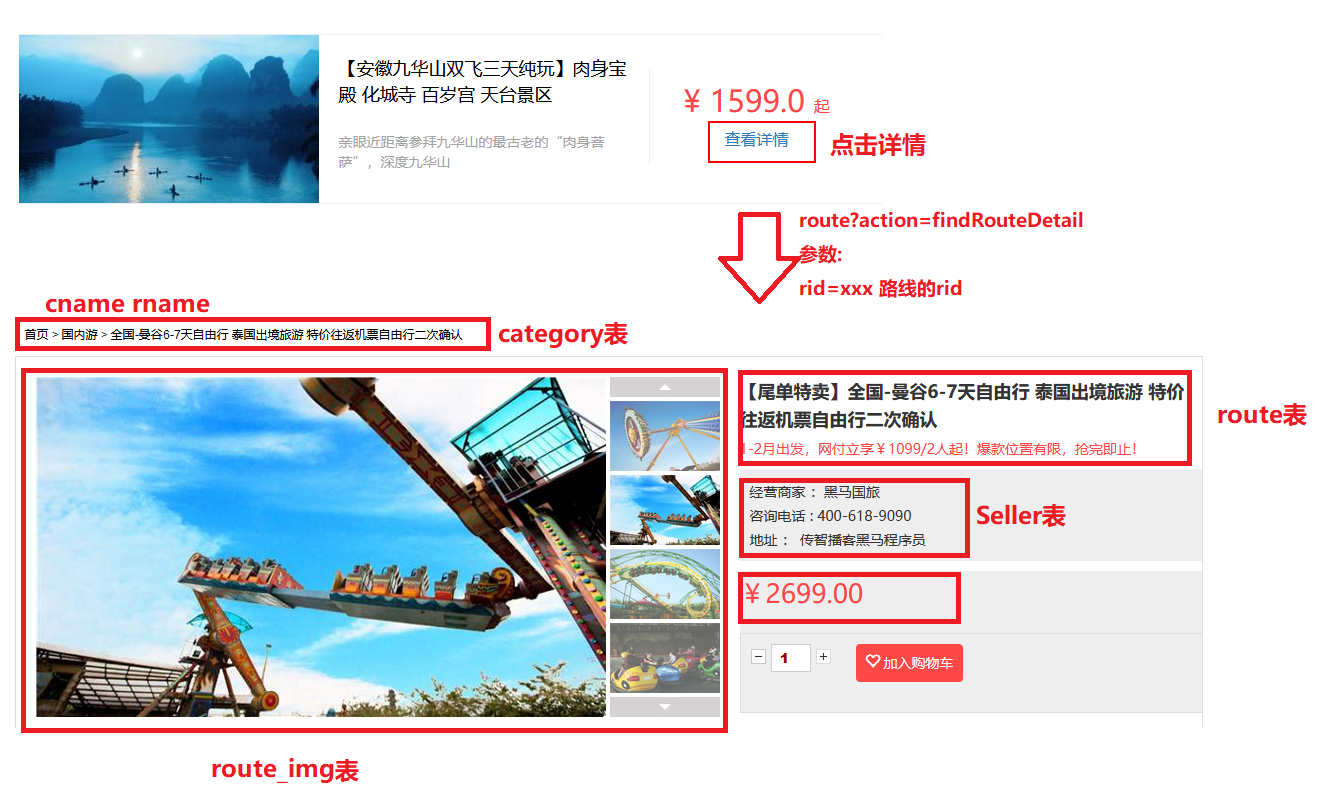 【安徽九华山双飞三天纯玩】肉身宝
殿 化城寺 百岁宫 天台景区
亲眼近距离参拜九华山的最古老的“肉身菩
萨”，深度九华山
¥ 1599.0 起
查看详情
点击详情
route?action=findRouteDetail
参数:
rid=xxx 路线的rid
cname rname
首页 > 国内游 > 全国-曼谷6-7天自由行 泰国出境旅游 特价往返机票自由行二次确认
category表
【尾单特卖】全国-曼谷6-7天自由行 泰国出境旅游 特价
往返机票自由行二次确认
1-2月出发，网付立享￥1099/2人起！爆款位置有限，抢完即止！
route表
经营商家 ：黑马国旅
咨询电话 : 400-618-9090
地址 ： 传智播客黑马程序员
Seller表
¥ 2699.00
− 1 +
加入购物车
route_img表